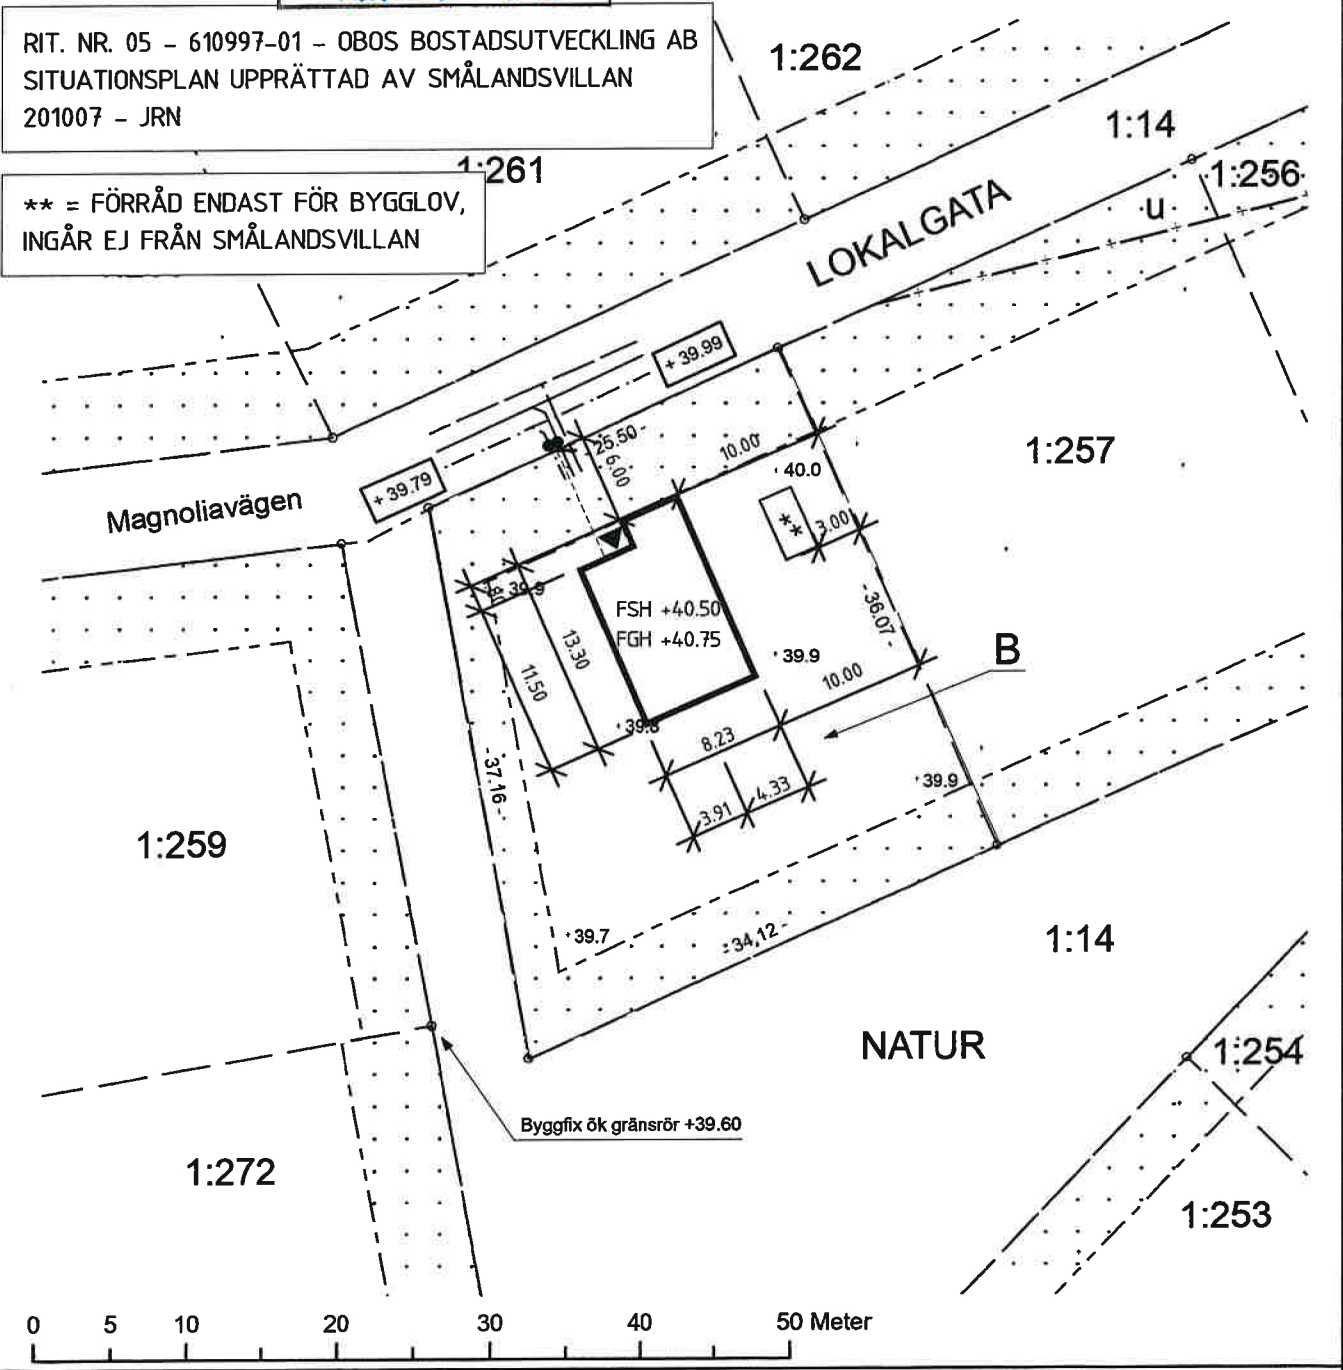 RIT. NR. 05 - 610997-01 - OBOS BOSTADSUTVECKLING AB
SITUATIONSPLAN UPPRÄTTAD AV SMÅLANDSVILLAN
201007 - JRN
1:262
1:14
1:261
1:256
** = FÖRRÅD ENDAST FÖR BYGGLOV,
INGÅR EJ FRÅN SMÅLANDSVILLAN
u
LOKALGATA
+ 39.99
25.50
6.00
10.00
40.0
1:257
+ 39.79
Magnoliavägen
**
3.00
39.9
FSH +40.50
FGH +40.75
36.07
13.30
11.50
39.9
10.00
B
39.8
8.23
37.16
3.91
4.33
39.9
1:259
39.7
34,12
1:14
NATUR
1:254
Byggfix ök gränsrör +39.60
1:272
1:253
0 5 10 20 30 40 50 Meter